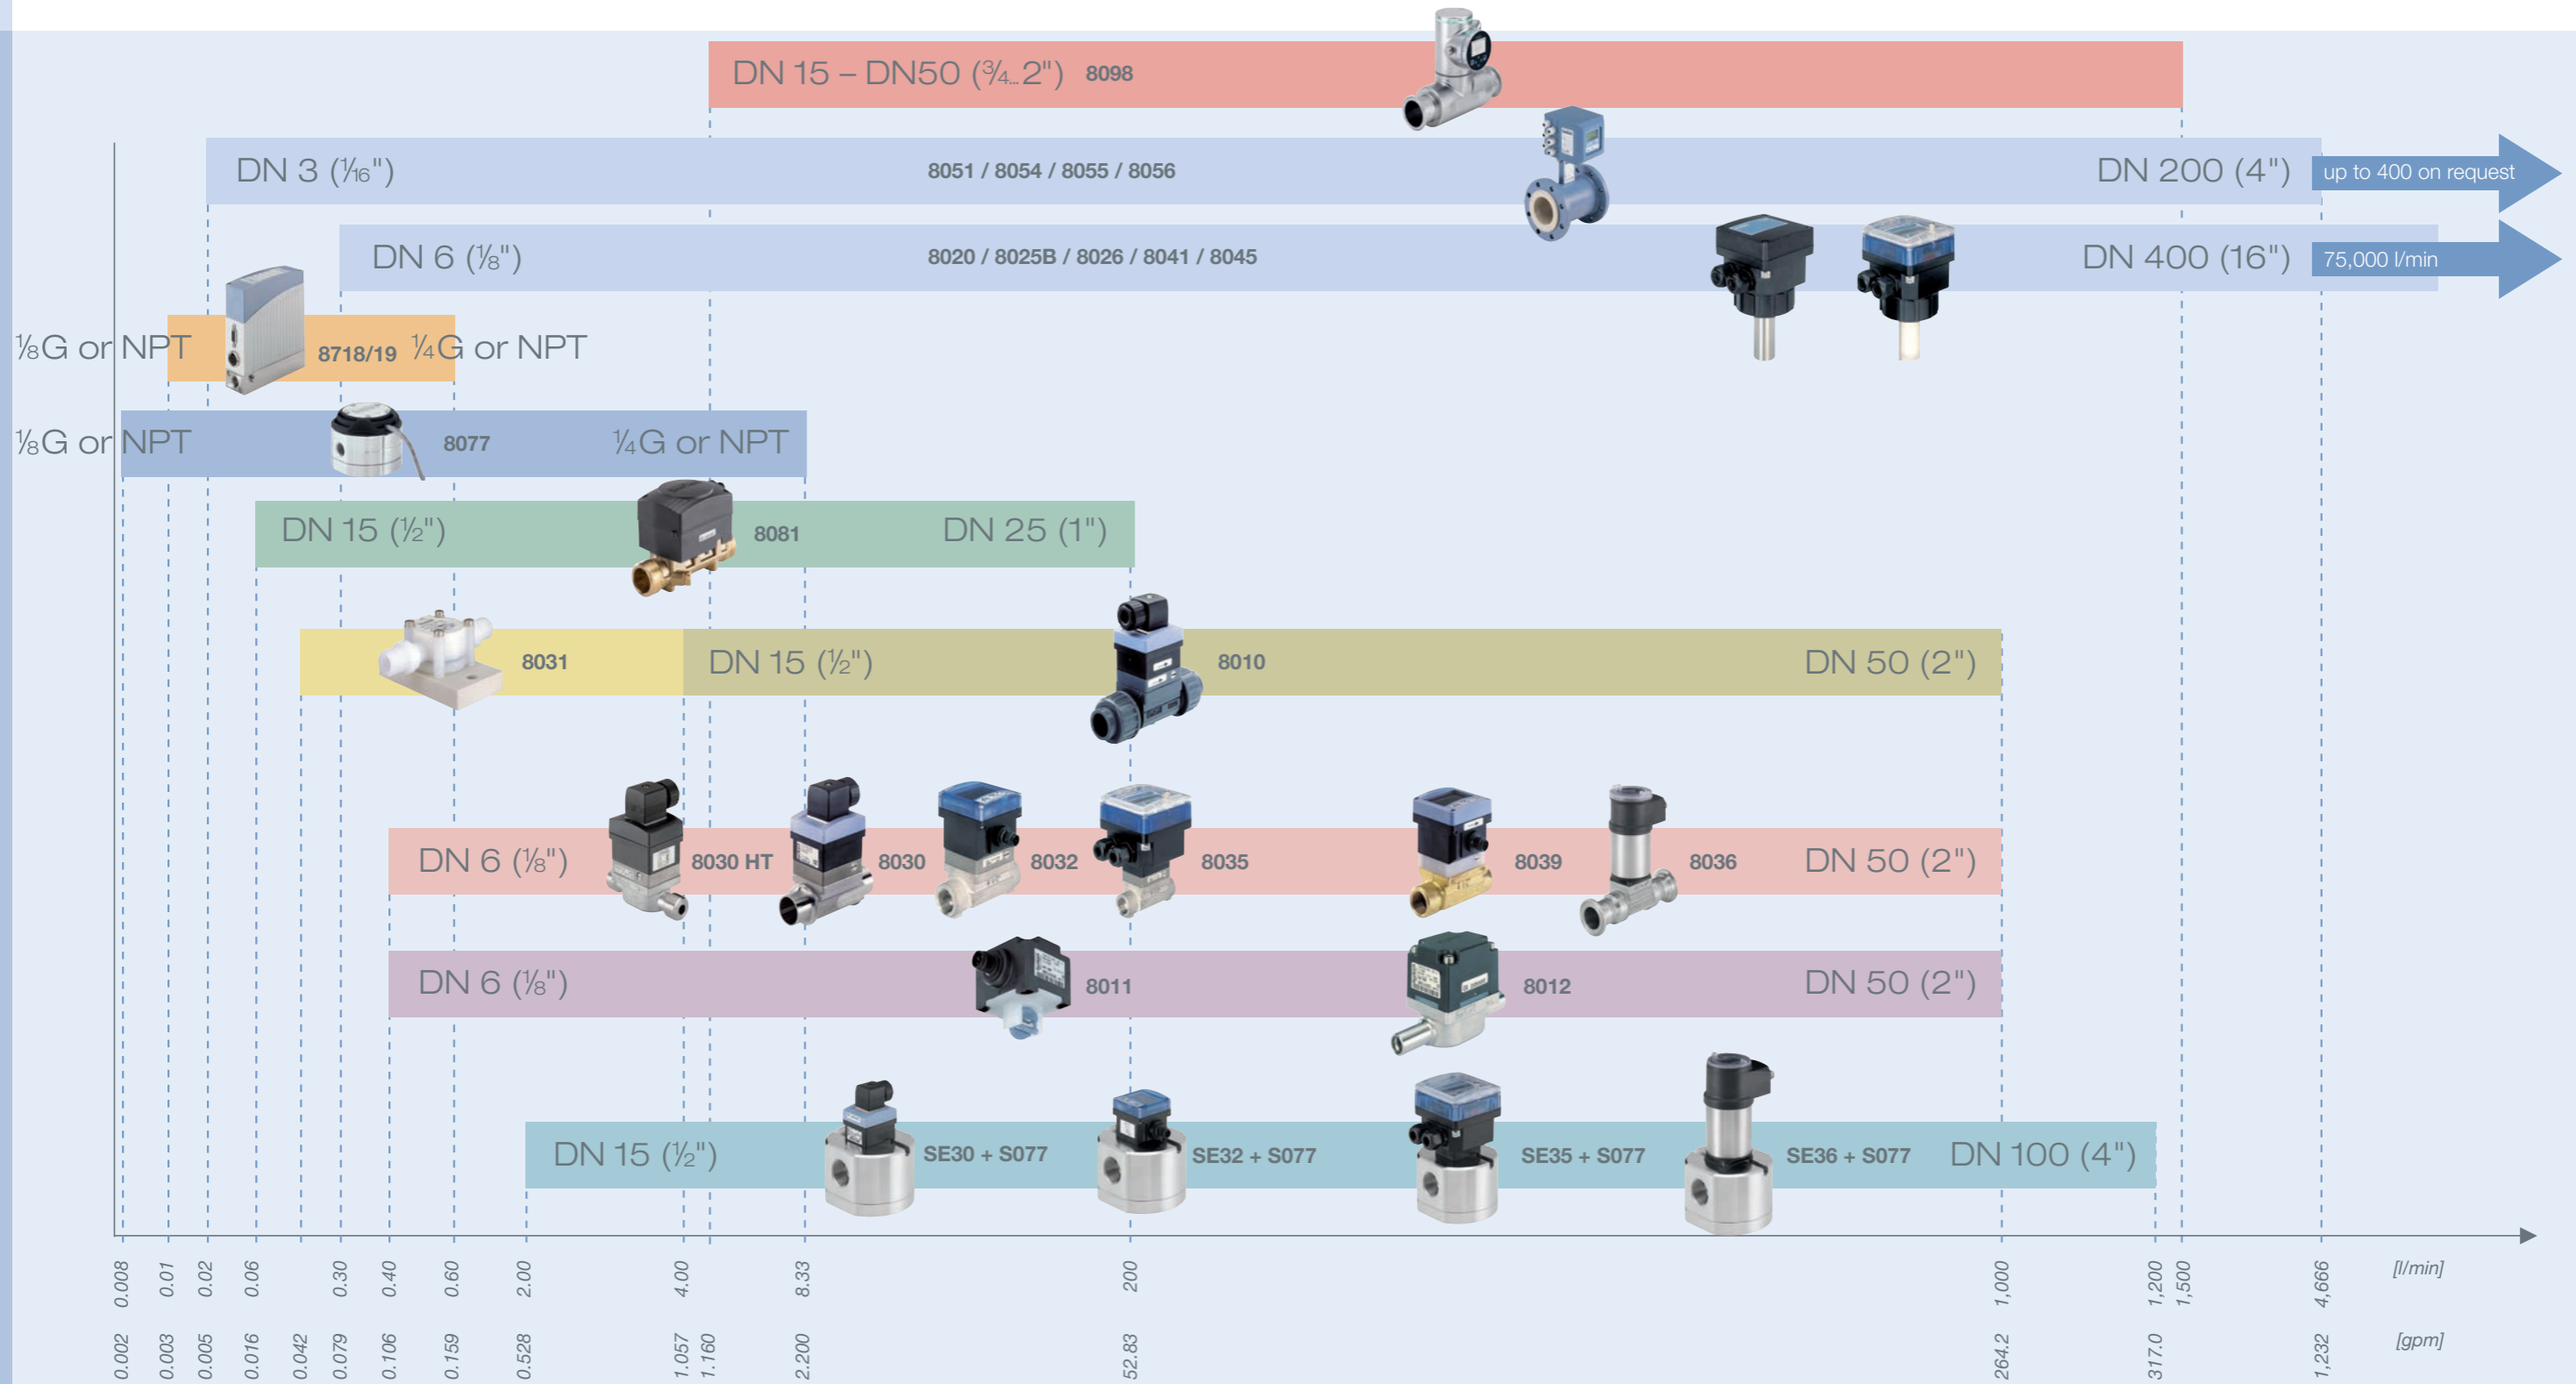 DN 15 – DN50 (¾...2") 8098
DN 3 (1⁄16") 8051 / 8054 / 8055 / 8056 DN 200 (4") up to 400 on request
DN 6 (⅛") 8020 / 8025B / 8026 / 8041 / 8045 DN 400 (16") 75,000 l/min
⅛G or NPT 8718/19 ¼G or NPT
⅛G or NPT 8077 ¼G or NPT
DN 15 (½") 8081 DN 25 (1")
8031 DN 15 (½") 8010 DN 50 (2")
DN 6 (⅛") 8030 HT 8030 8032 8035 8039 8036 DN 50 (2")
DN 6 (⅛") 8011 8012 DN 50 (2")
DN 15 (½") SE30 + S077 SE32 + S077 SE35 + S077 SE36 + S077 DN 100 (4")
0.008 0.01 0.02 0.06 0.30 0.40 0.60 2.00 4.00 8.33 200 1,000 1,200 1,500 4,666 [l/min]
0.002 0.003 0.005 0.016 0.042 0.079 0.106 0.159 0.528 1.057 1.160 2.200 52.83 264.2 317.0 1,232 [gpm]